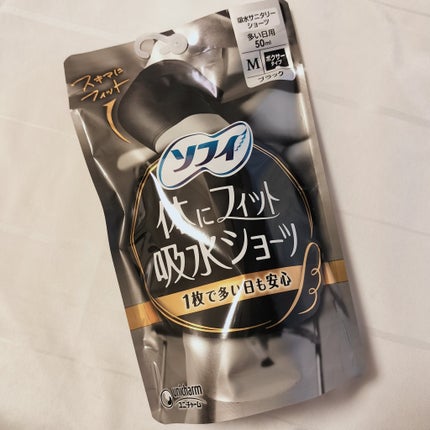 吸水サニタリー
ショーツ
多い日用
50ml
M
ボクサー
タイプ
ブラック
スキマに
フィット
ソフィ
体にフィット
吸水ショーツ
1枚で多い日も安心
unicharm
ユニ・チャーム